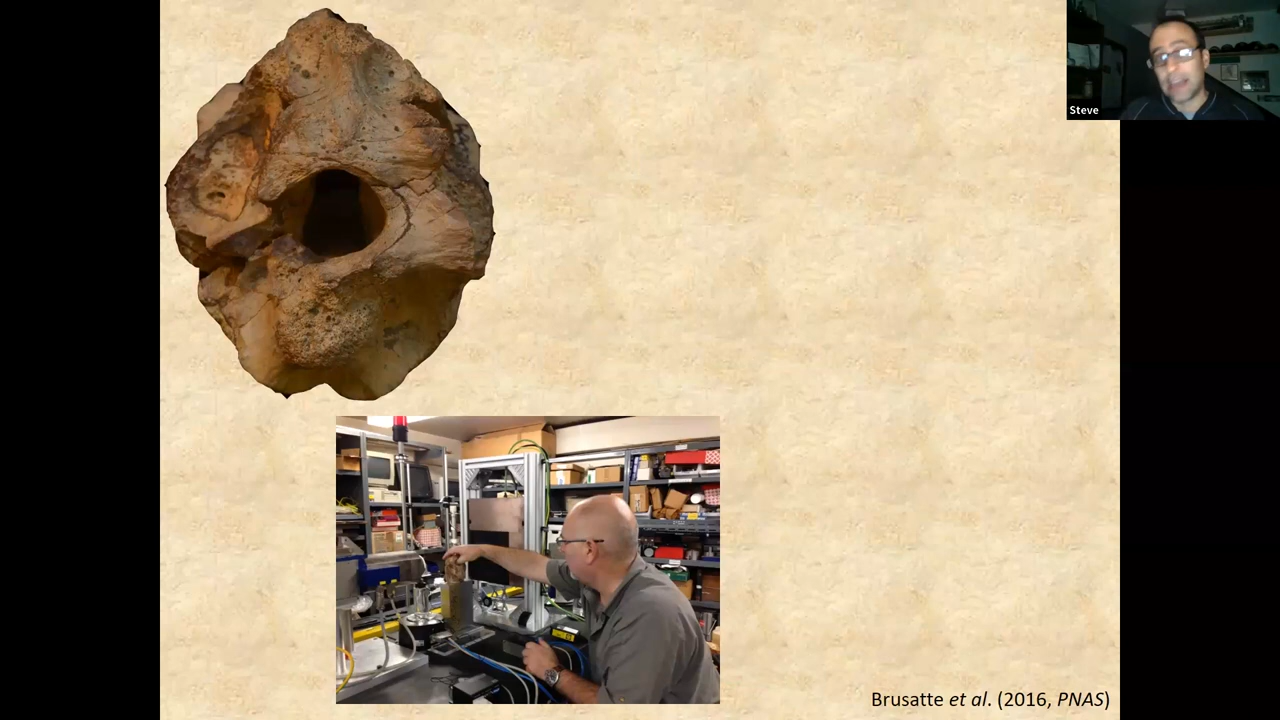 Steve
Brusatte et al. (2016, PNAS)